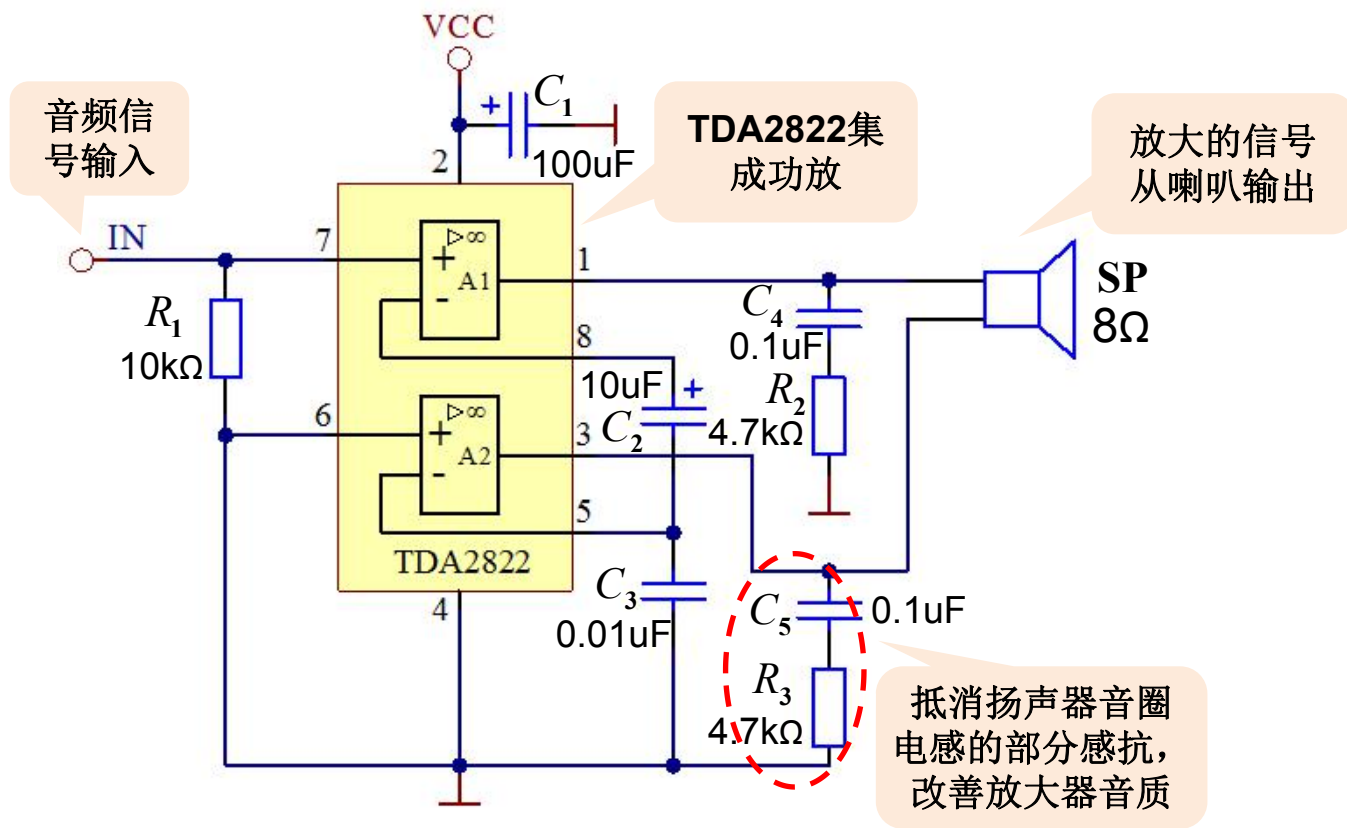 VCC
音频信
号输入
+
C1
100uF
TDA2822集
成功放
放大的信号
从喇叭输出
2
IN
7
▷∞
+
A1
-
1
SP
8Ω
R1
10kΩ
C4
0.1uF
8
10uF
+
C2
R2
4.7kΩ
6
▷∞
+
A2
-
3
5
TDA2822
4
C3
0.01uF
C5
0.1uF
R3
4.7kΩ
抵消扬声器音圈
电感的部分感抗，
改善放大器音质